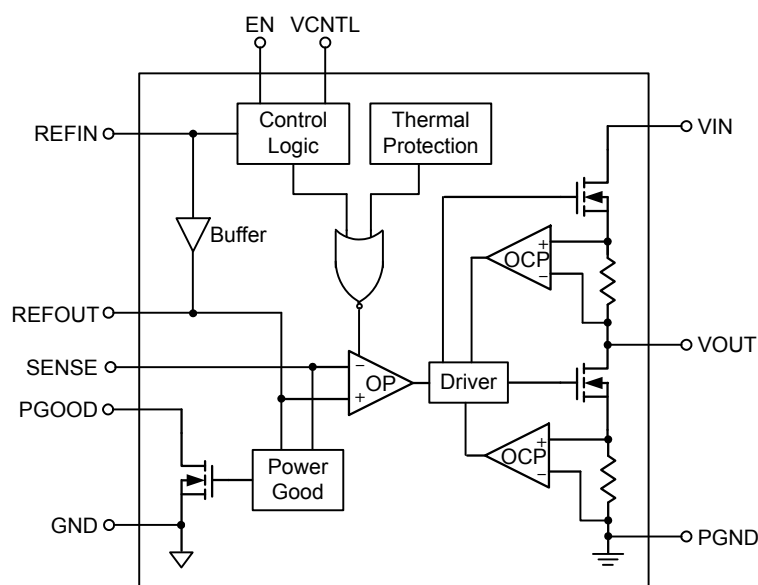 EN VCNTL
REFIN
Control
Logic
Thermal
Protection
VIN
Buffer
+
OCP
−
REFOUT
VOUT
SENSE
−
OP
+
Driver
PGOOD
Power
Good
+
OCP
−
GND
PGND